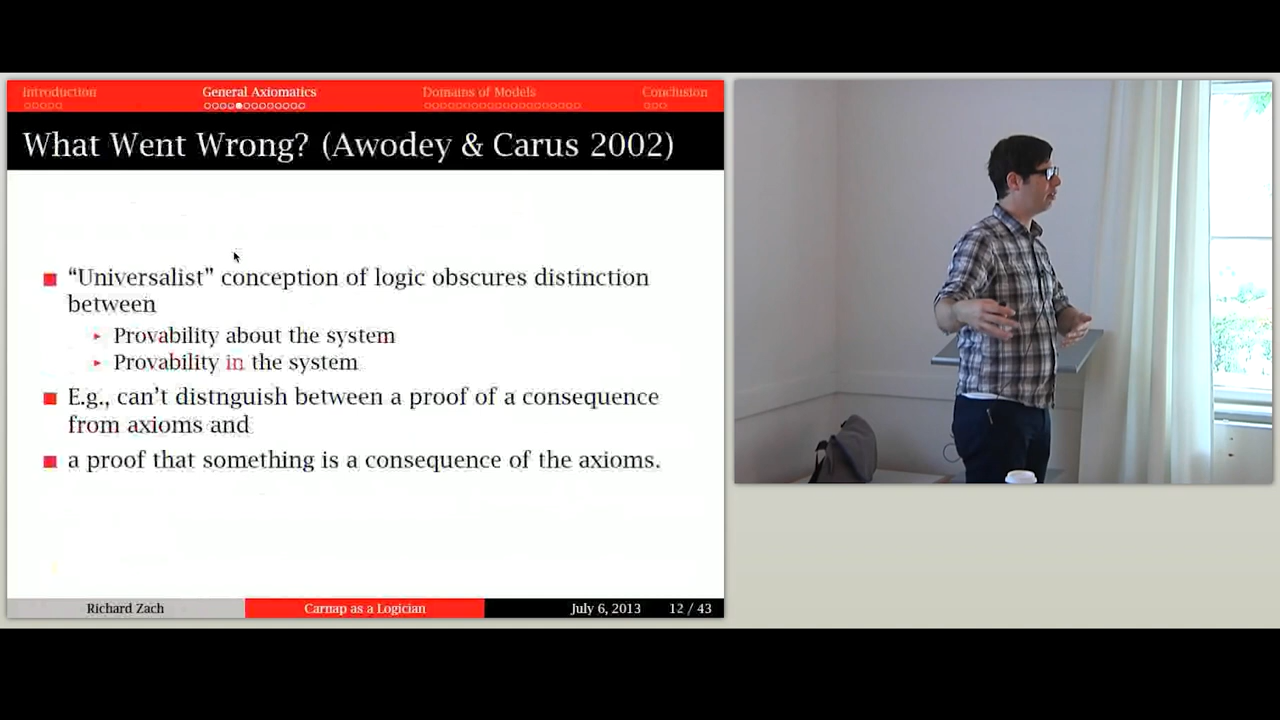 Introduction General Axiomatics Domains of Models Conclusion
What Went Wrong? (Awodey & Carus 2002)
“Universalist” conception of logic obscures distinction
between
Provability about the system
Provability in the system
E.g., can’t distnguish between a proof of a consequence
from axioms and
a proof that something is a consequence of the axioms.
Richard Zach Carnap as a Logician July 6, 2013 12 / 43